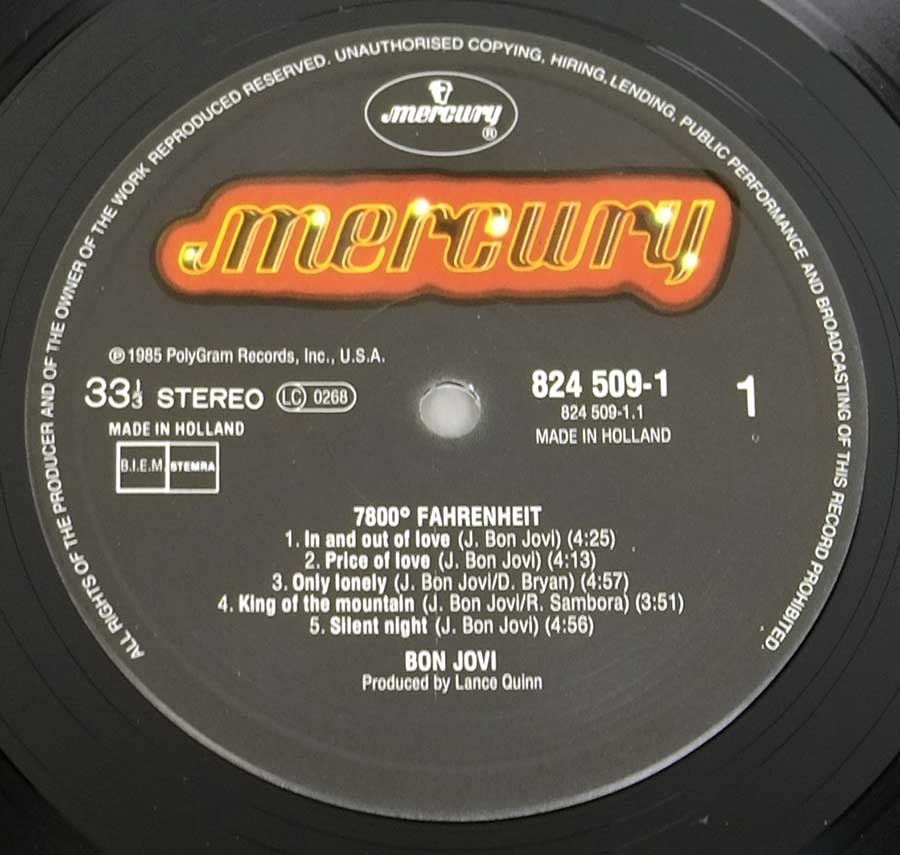 ALL RIGHTS OF THE PRODUCER AND OF THE OWNER OF THE WORK REPRODUCED RESERVED. UNAUTHORISED COPYING, HIRING, LENDING, PUBLIC PERFORMANCE AND BROADCASTING OF THIS RECORD PROHIBITED.
mercury ®
mercury
℗ 1985 PolyGram Records, Inc., U.S.A.
33⅓ STEREO LC 0268
MADE IN HOLLAND
B.I.E.M. STEMRA
824 509-1 1
824 509-1.1
MADE IN HOLLAND
7800° FAHRENHEIT
1. In and out of love (J. Bon Jovi) (4:25)
2. Price of love (J. Bon Jovi) (4:13)
3. Only lonely (J. Bon Jovi/D. Bryan) (4:57)
4. King of the mountain (J. Bon Jovi/R. Sambora) (3:51)
5. Silent night (J. Bon Jovi) (4:56)
BON JOVI
Produced by Lance Quinn